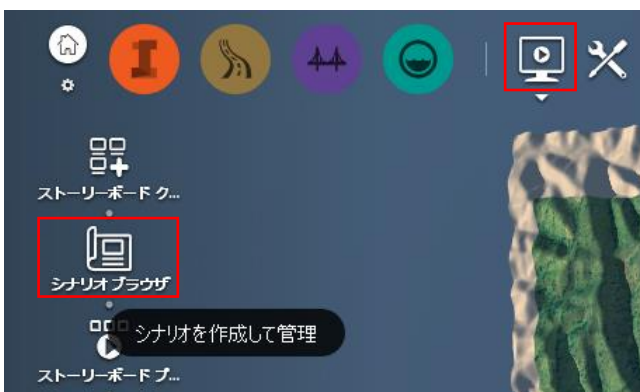 ストーリーボード ク...
シナリオ ブラウザ
シナリオを作成して管理
ストーリーボード プ...